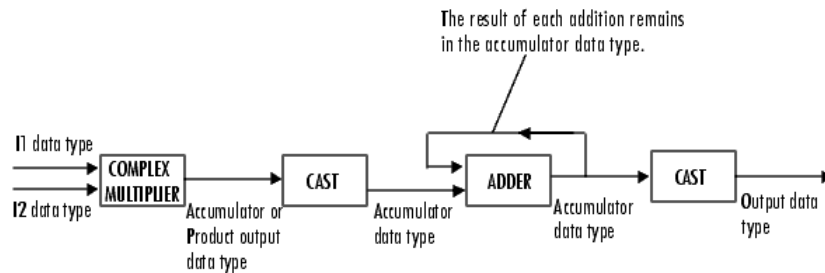 The result of each addition remains
in the accumulator data type.
I1 data type
COMPLEX
MULTIPLIER
I2 data type
Accumulator or
Product output
data type
CAST
Accumulator
data type
ADDER
Accumulator
data type
CAST
Output data
type